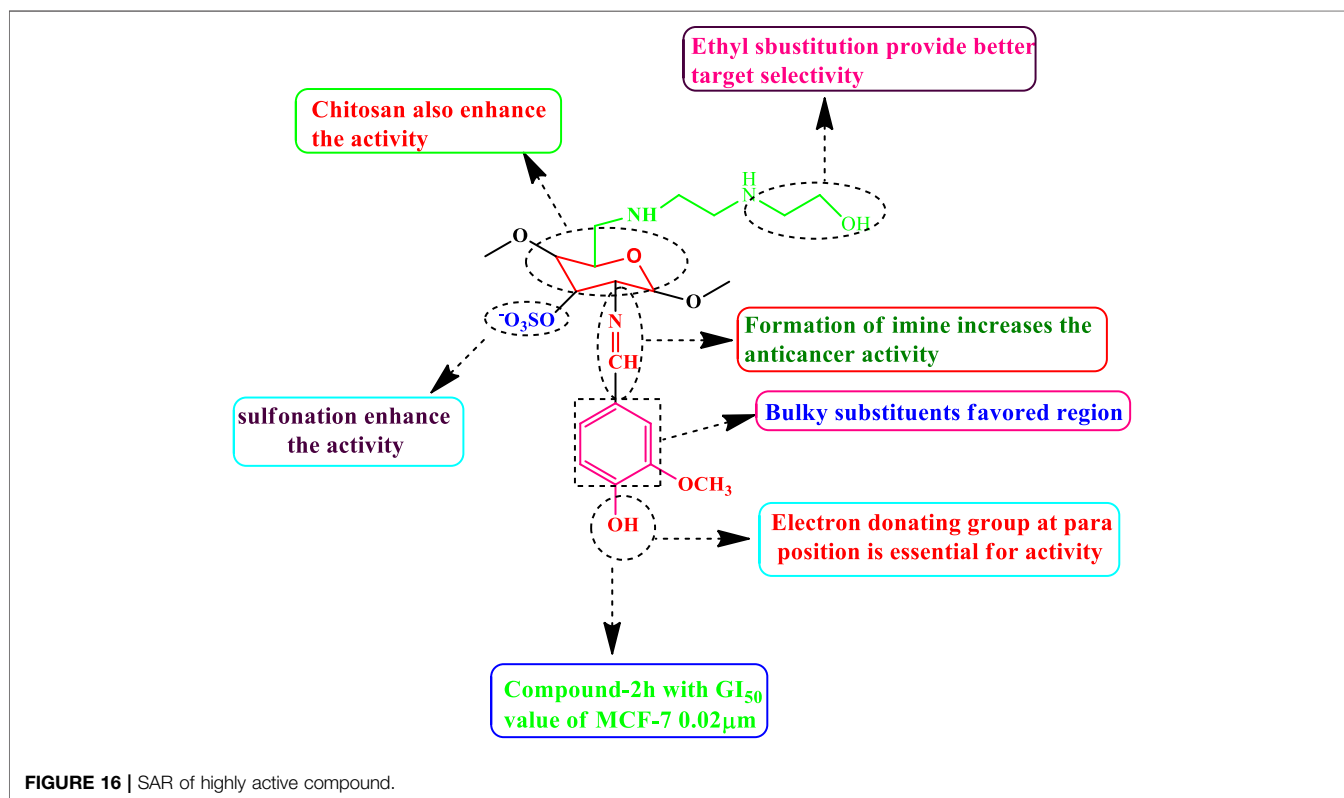 Ethyl sbustitution provide better
target selectivity
Chitosan also enhance
the activity
H
N
NH
OH
O
O
O
⁻O₃SO
N
CH
Formation of imine increases the
anticancer activity
Bulky substituents favored region
sulfonation enhance
the activity
OCH₃
OH
Electron donating group at para
position is essential for activity
Compound-2h with GI₅₀
value of MCF-7 0.02μm
FIGURE 16 | SAR of highly active compound.